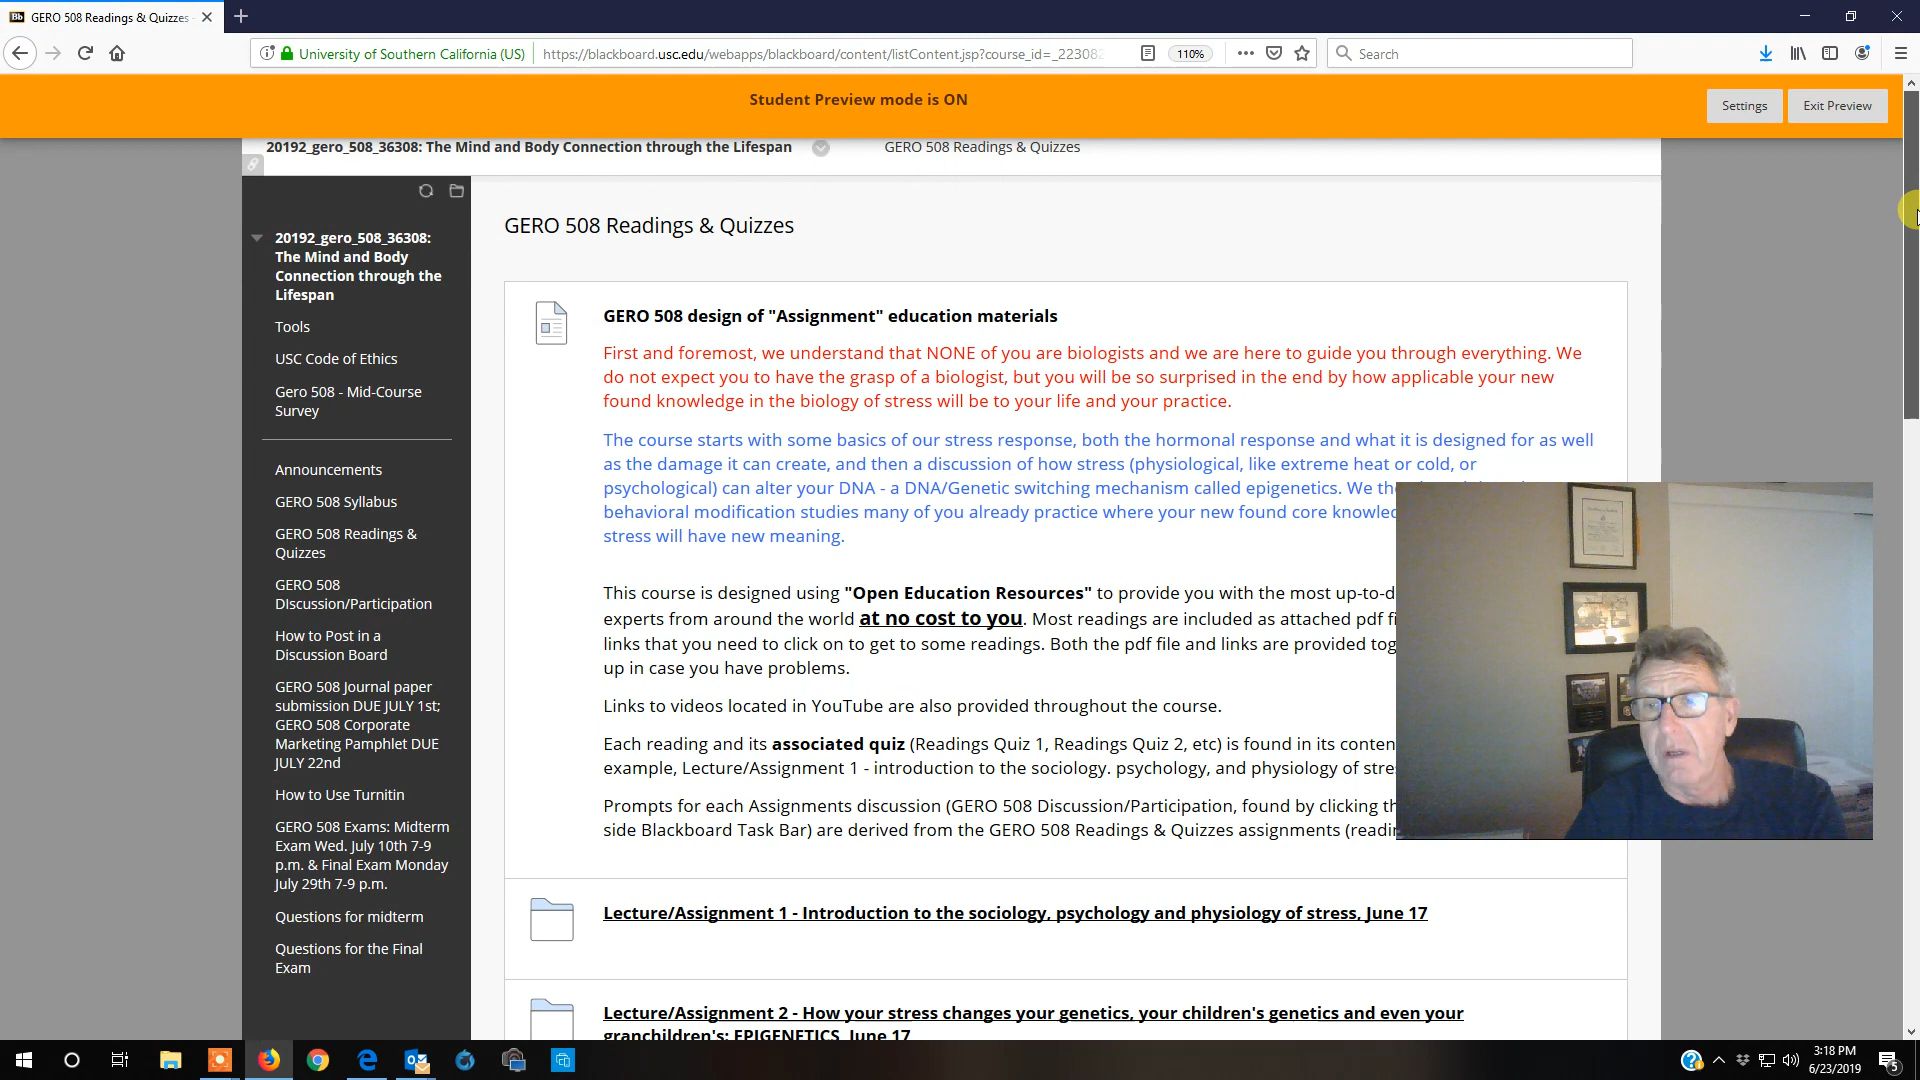 GERO 508 Readings & Quizzes
University of Southern California (US)
https://blackboard.usc.edu/webapps/blackboard/content/listContent.jsp?course_id=_22308
110%
Search
Student Preview mode is ON
Settings
Exit Preview
20192_gero_508_36308: The Mind and Body Connection through the Lifespan
GERO 508 Readings & Quizzes
20192_gero_508_36308:
The Mind and Body
Connection through the
Lifespan
Tools
USC Code of Ethics
Gero 508 - Mid-Course
Survey
Announcements
GERO 508 Syllabus
GERO 508 Readings &
Quizzes
GERO 508
DIscussion/Participation
How to Post in a
Discussion Board
GERO 508 Journal paper
submission DUE JULY 1st;
GERO 508 Corporate
Marketing Pamphlet DUE
JULY 22nd
How to Use Turnitin
GERO 508 Exams: Midterm
Exam Wed. July 10th 7-9
p.m. & Final Exam Monday
July 29th 7-9 p.m.
Questions for midterm
Questions for the Final
Exam
GERO 508 Readings & Quizzes
GERO 508 design of "Assignment" education materials
First and foremost, we understand that NONE of you are biologists and we are here to guide you through everything. We
do not expect you to have the grasp of a biologist, but you will be so surprised in the end by how applicable your new
found knowledge in the biology of stress will be to your life and your practice.
The course starts with some basics of our stress response, both the hormonal response and what it is designed for as well
as the damage it can create, and then a discussion of how stress (physiological, like extreme heat or cold, or
psychological) can alter your DNA - a DNA/Genetic switching mechanism called epigenetics. We
behavioral modification studies many of you already practice where your new found core
stress will have new meaning.
This course is designed using "Open Education Resources" to provide you with the most
experts from around the world at no cost to you. Most readings are included as attached pdf
links that you need to click on to get to some readings. Both the pdf file and links are provided
up in case you have problems.
Links to videos located in YouTube are also provided throughout the course.
Each reading and its associated quiz (Readings Quiz 1, Readings Quiz 2, etc) is found in its
example, Lecture/Assignment 1 - introduction to the sociology. psychology, and physiology of
Prompts for each Assignments discussion (GERO 508 Discussion/Participation, found by clicking
side Blackboard Task Bar) are derived from the GERO 508 Readings & Quizzes assignments
Lecture/Assignment 1 - Introduction to the sociology, psychology and physiology of stress, June 17
Lecture/Assignment 2 - How your stress changes your genetics, your children's genetics and even your
granchildren's: EPIGENETICS, June 17
3:18 PM
6/23/2019
5